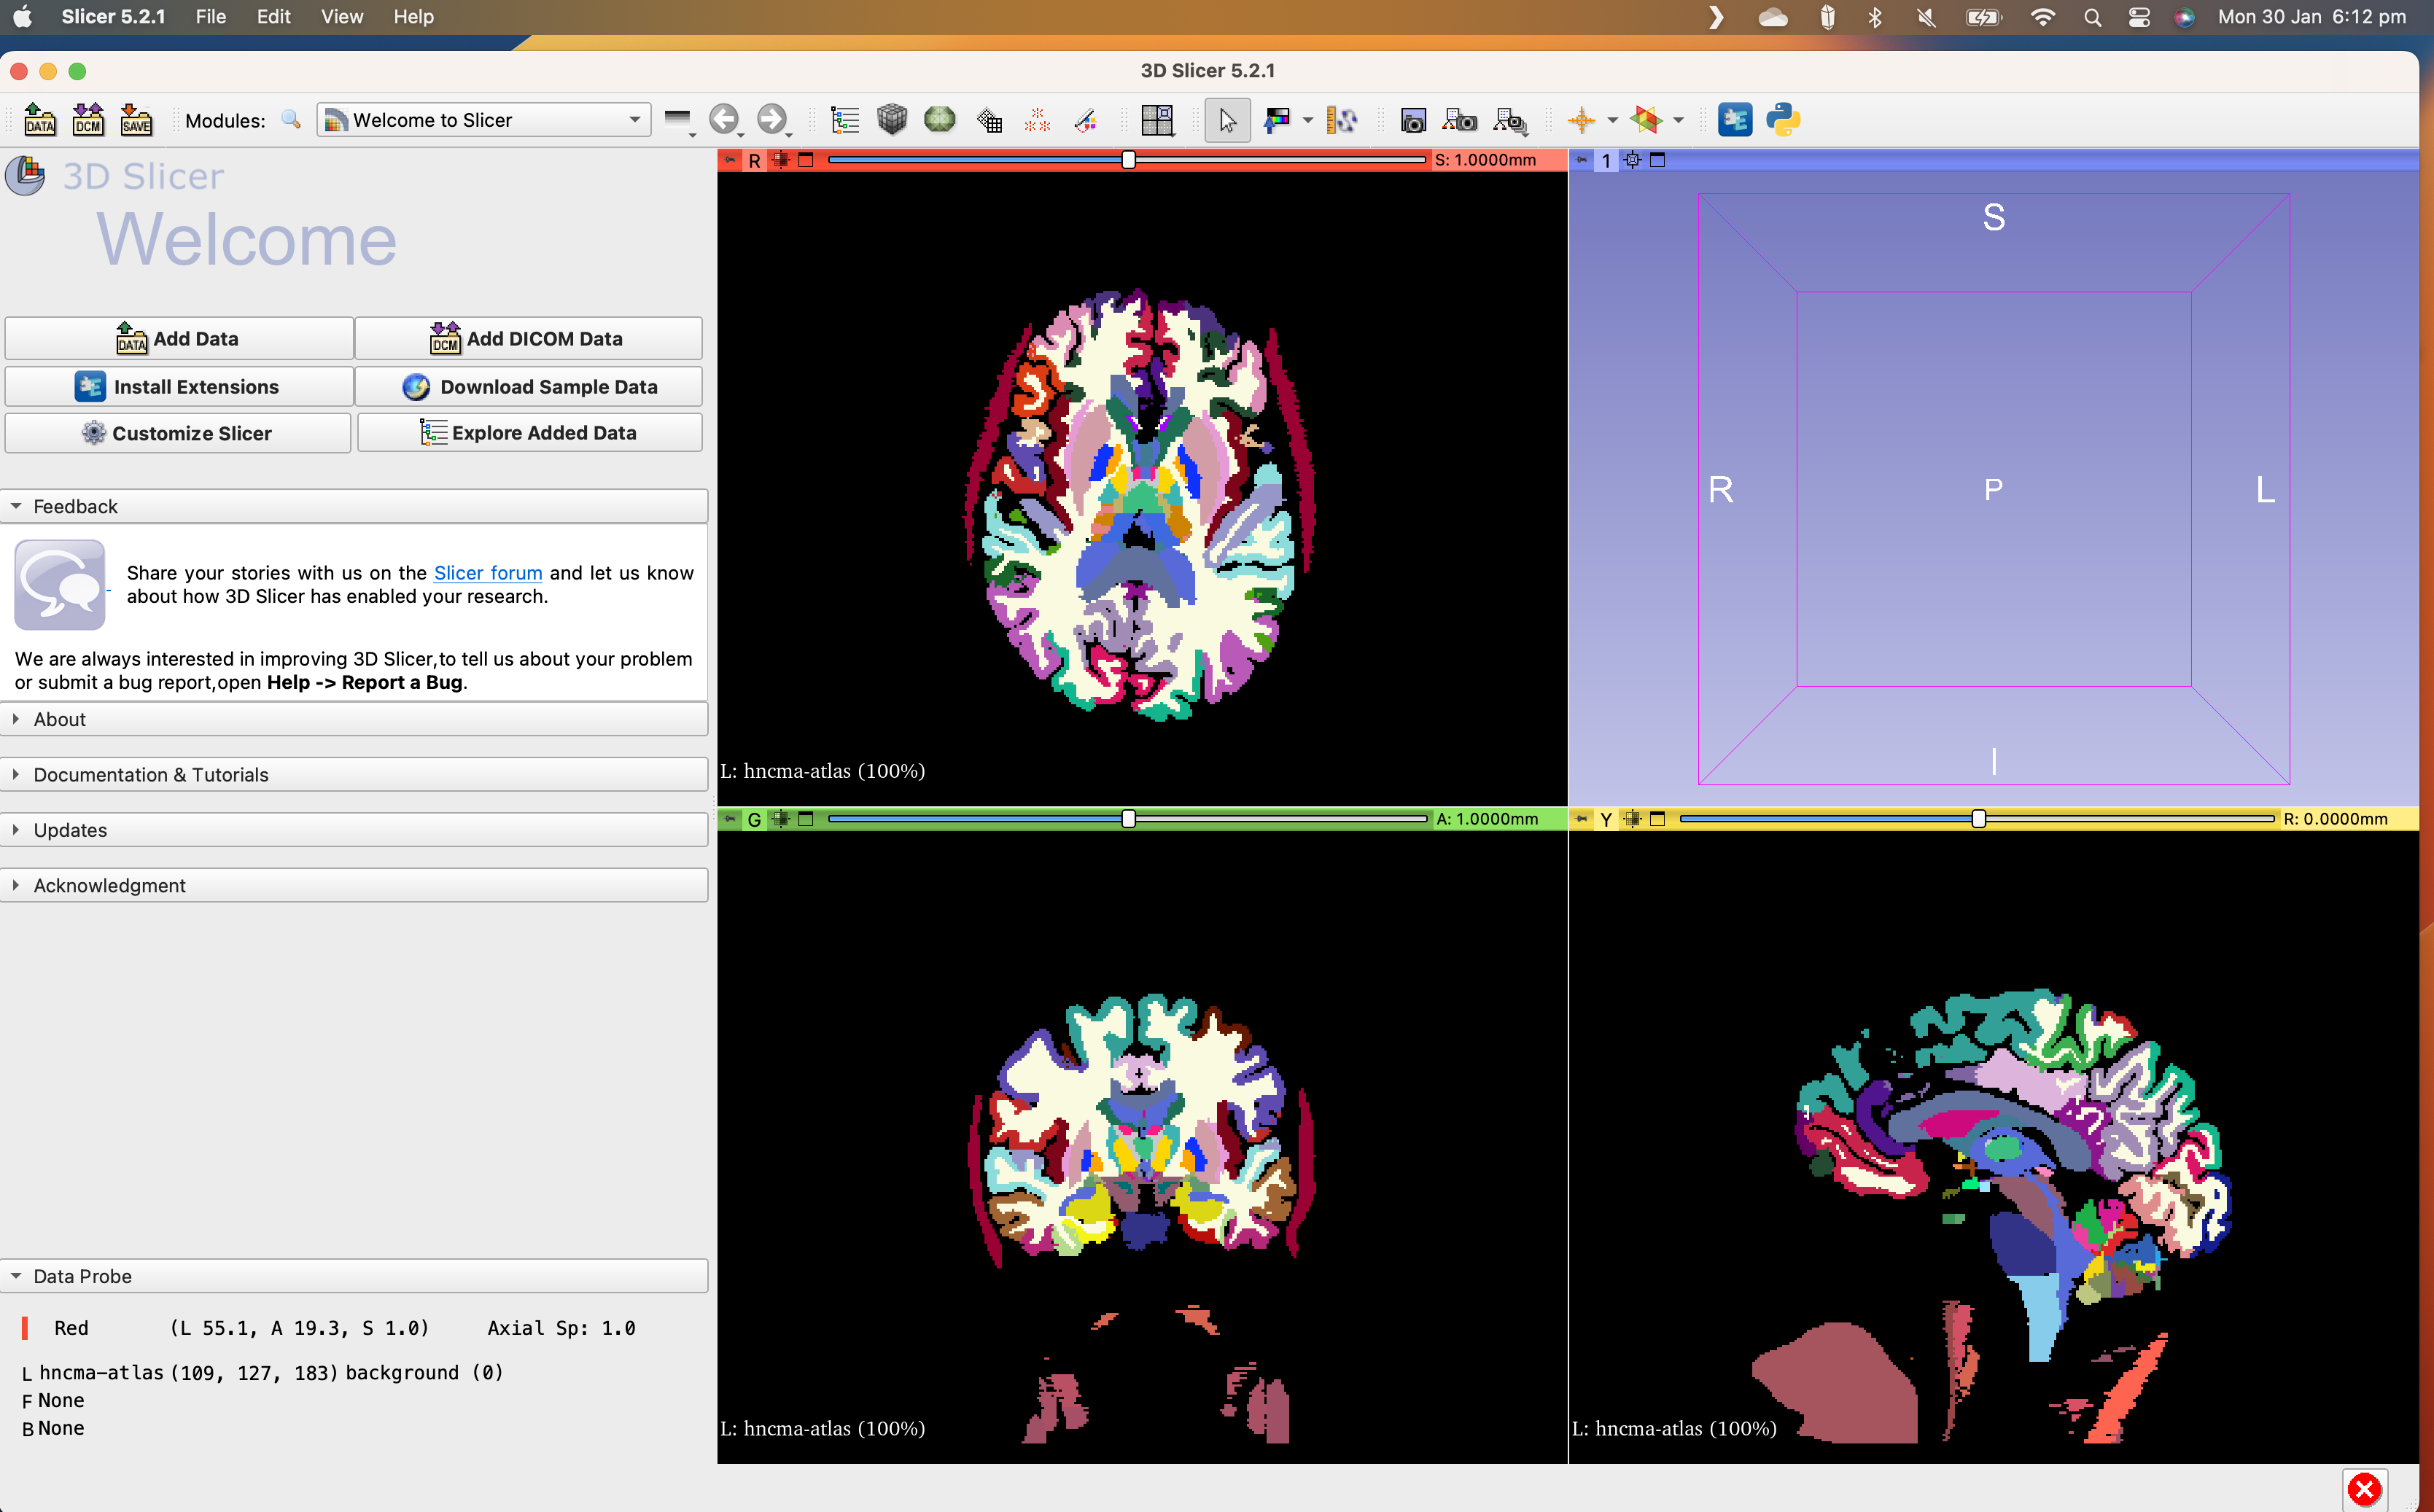 Slicer 5.2.1 File Edit View Help Mon 30 Jan 6:12 pm
3D Slicer 5.2.1
DATA DCM SAVE Modules: Welcome to Slicer
3D Slicer
Welcome
DATA Add Data
DCM Add DICOM Data
Install Extensions
Download Sample Data
Customize Slicer
Explore Added Data
Feedback
Share your stories with us on the Slicer forum and let us know
about how 3D Slicer has enabled your research.
We are always interested in improving 3D Slicer,to tell us about your problem
or submit a bug report,open Help -> Report a Bug.
About
Documentation & Tutorials
Updates
Acknowledgment
Data Probe
Red (L 55.1, A 19.3, S 1.0) Axial Sp: 1.0
L hncma-atlas (109, 127, 183) background (0)
F None
B None
R S: 1.0000mm
L: hncma-atlas (100%)
1
S
R P L
I
G A: 1.0000mm
L: hncma-atlas (100%)
Y R: 0.0000mm
L: hncma-atlas (100%)